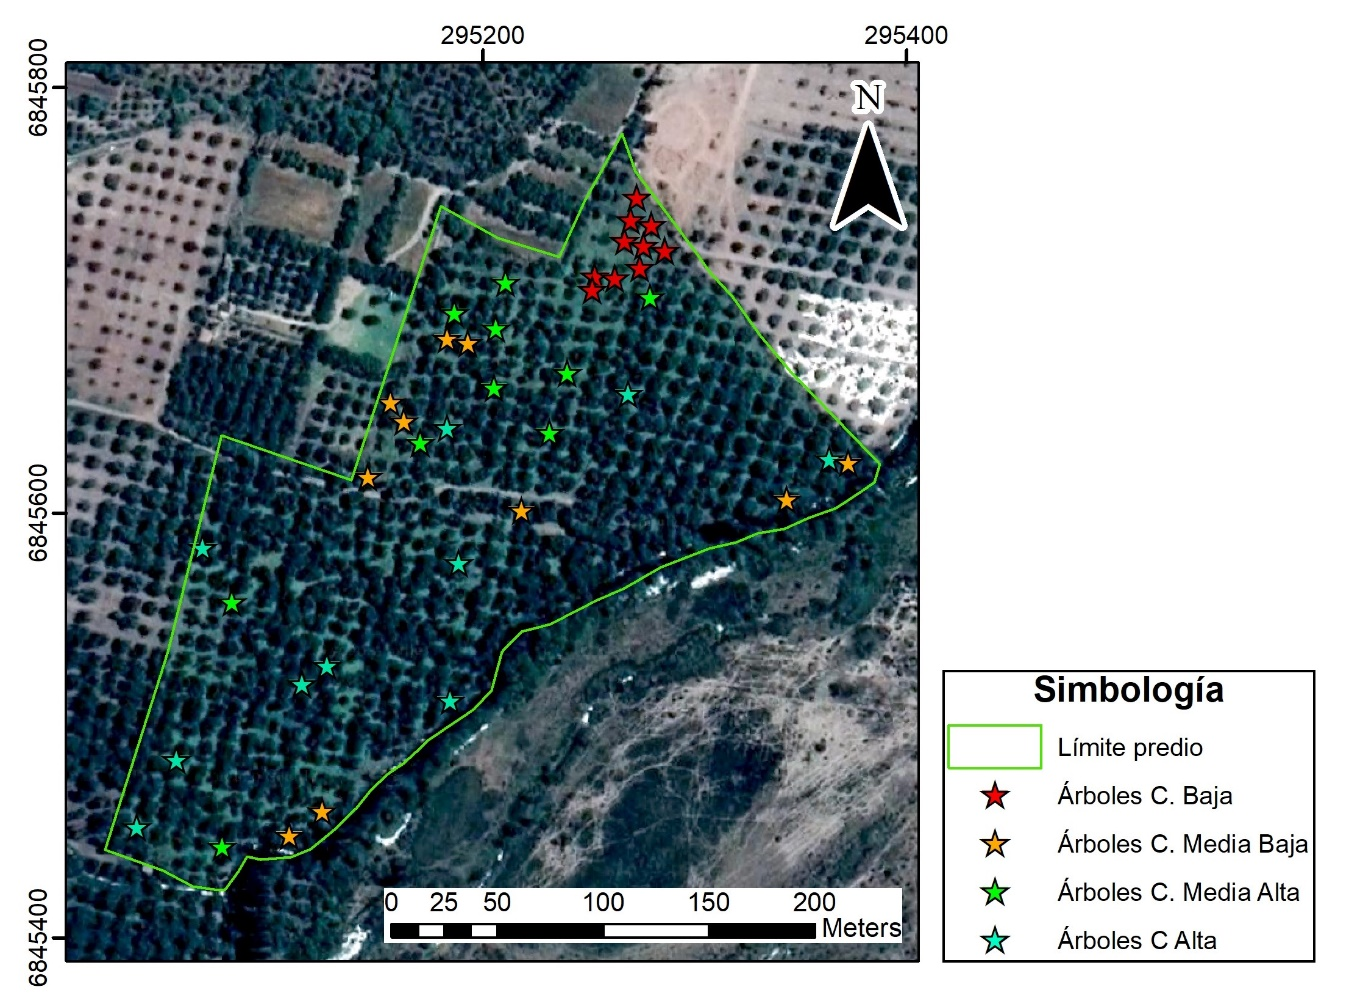 295200
295400
6845800
6845600
6845400
N
0 25 50 100 150 200
Meters
Simbología
Límite predio
Árboles C. Baja
Árboles C. Media Baja
Árboles C. Media Alta
Árboles C Alta